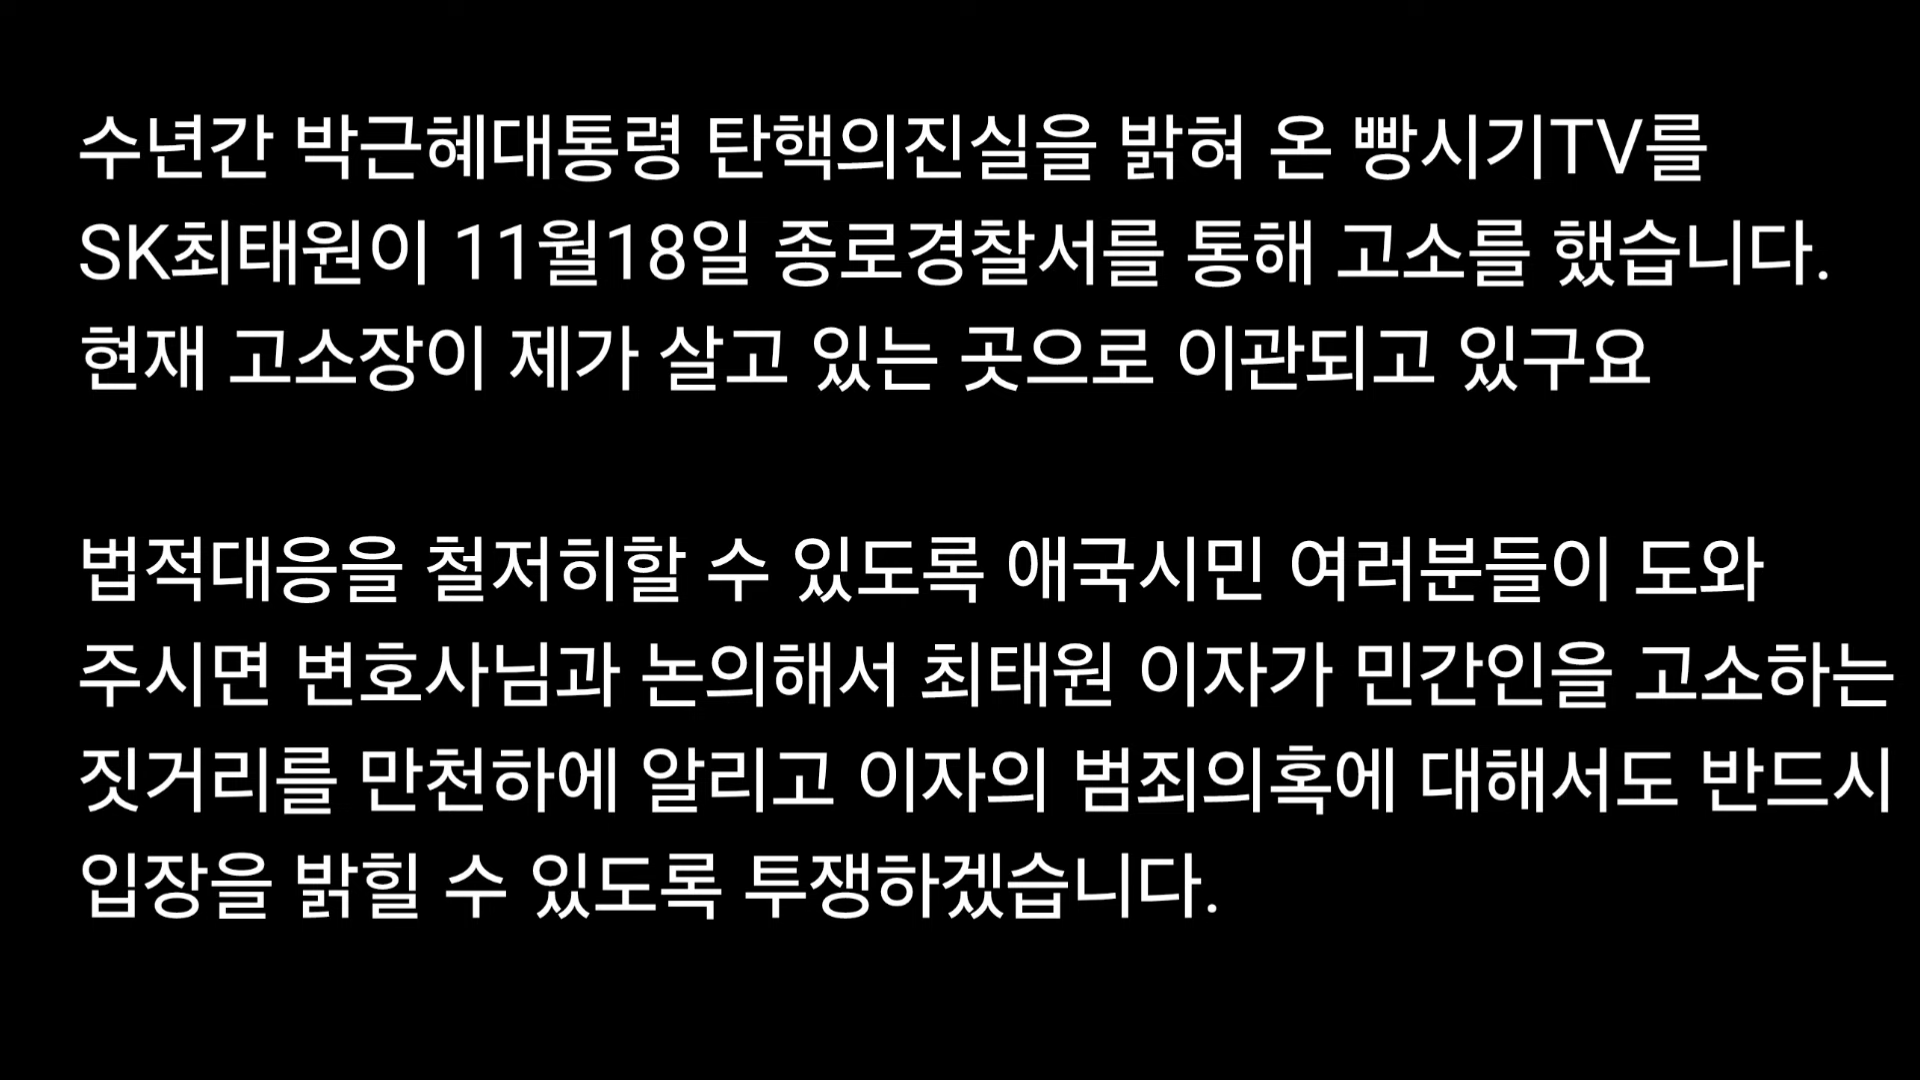 수년간 박근혜대통령 탄핵의진실을 밝혀 온 빵시기TV를
SK최태원이 11월18일 종로경찰서를 통해 고소를 했습니다.
현재 고소장이 제가 살고 있는 곳으로 이관되고 있구요
법적대응을 철저히할 수 있도록 애국시민 여러분들이 도와
주시면 변호사님과 논의해서 최태원 이자가 민간인을 고소하는
짓거리를 만천하에 알리고 이자의 범죄의혹에 대해서도 반드시
입장을 밝힐 수 있도록 투쟁하겠습니다.